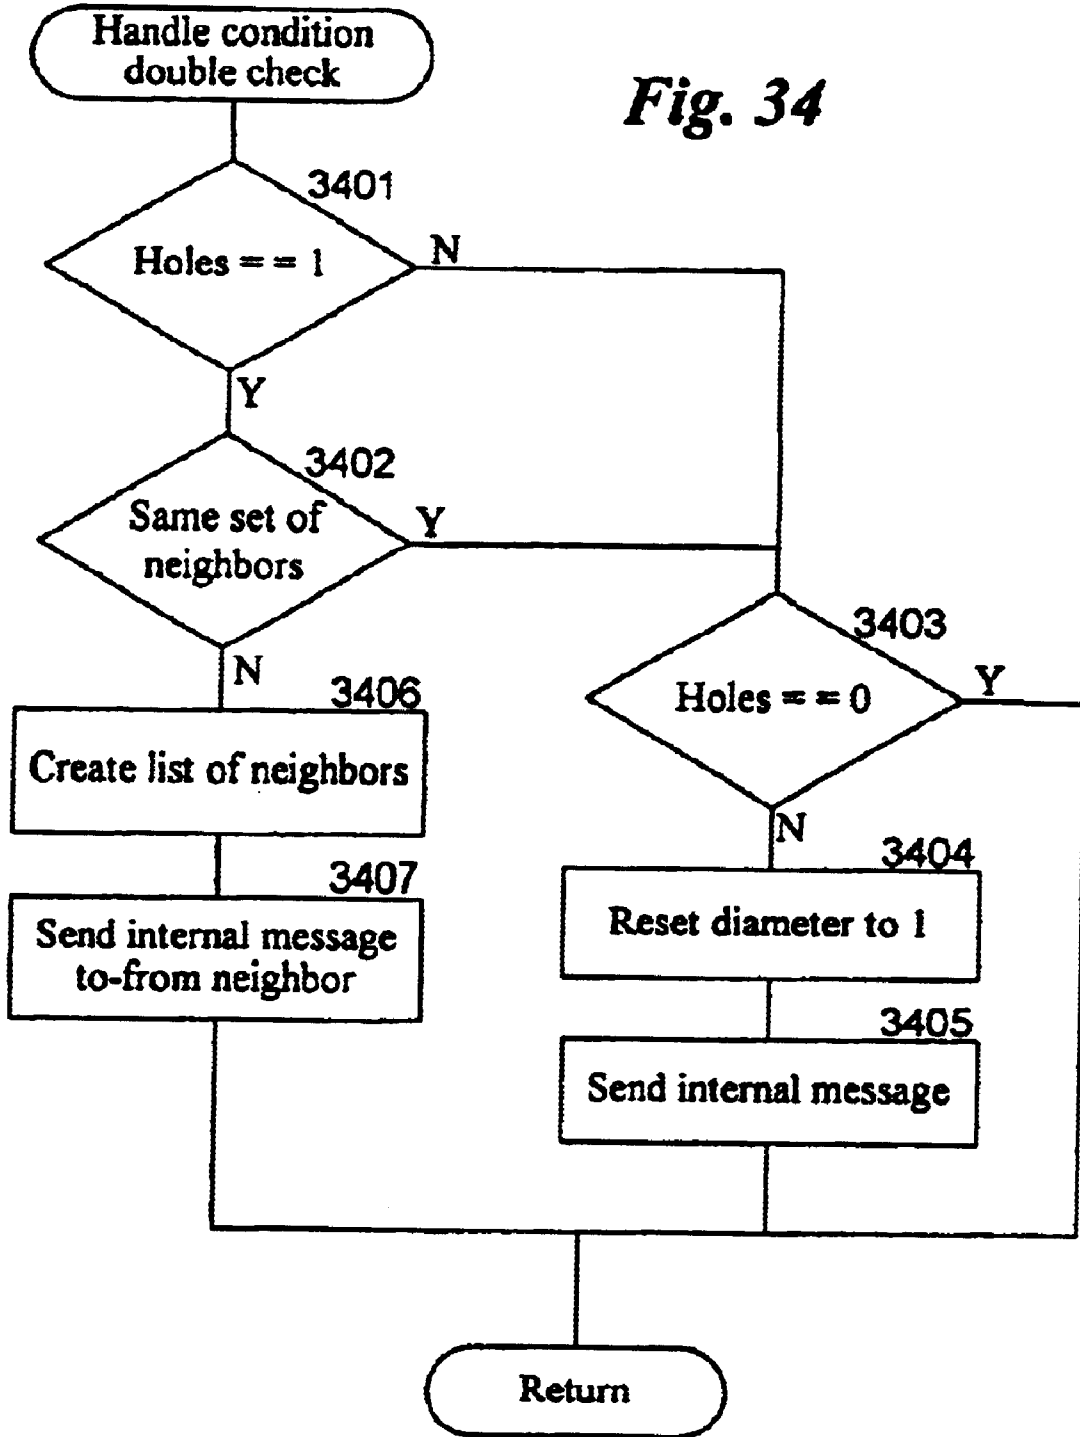 Handle condition
double check
Fig. 34
3401
Holes = = 1
N
Y
3402
Same set of
neighbors
Y
N
3403
Holes = = 0
Y
N
3406
Create list of neighbors
3404
Reset diameter to 1
3407
Send internal message
to-from neighbor
3405
Send internal message
Return